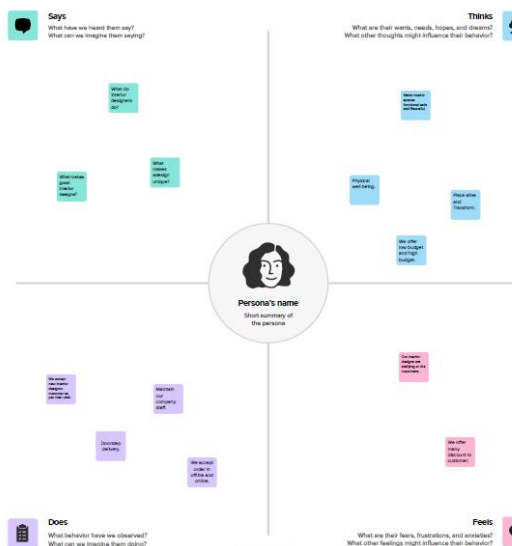 Says
What have we heard them say?
What can we imagine them saying?
Thinks
What are their wants, needs, hopes, and dreams?
What other thoughts might influence their behavior?
What do
interior
designers
do?
What makes
good
interior
designs?
What
makes
adesign
unique?
Physical
well being.
Place alive
and
Transform.
We offer
low budget
and high
budget.
Persona's name
Short summary of
the persona
We accept
Maintain
our
company
staff.
Doorstep
delivery.
We accept
order in
offline and
online.
Our interior
designs are
satifying to the
customers
We offer
many
discount to
customer.
Does
What behavior have we observed?
What can we imagine them doing?
Feels
What are their fears, frustrations, and anxieties?
What other feelings might influence their behavior?